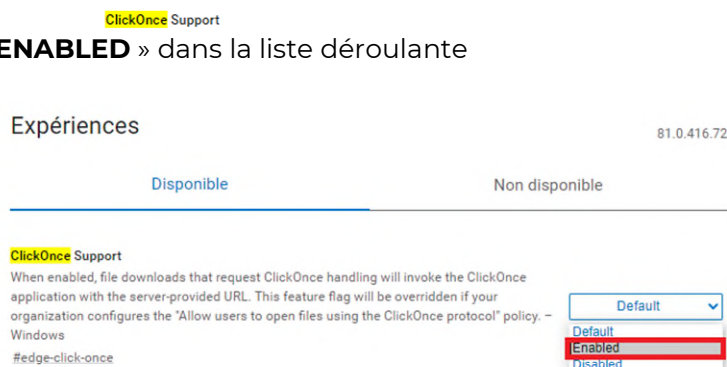 ClickOnce Support
ENABLED » dans la liste déroulante
Expériences
81.0.416.72
Disponible
Non disponible
ClickOnce Support
When enabled, file downloads that request ClickOnce handling will invoke the ClickOnce
application with the server-provided URL. This feature flag will be overridden if your
organization configures the "Allow users to open files using the ClickOnce protocol" policy. –
Windows
#edge-click-once
Default
Default
Enabled
Disabled